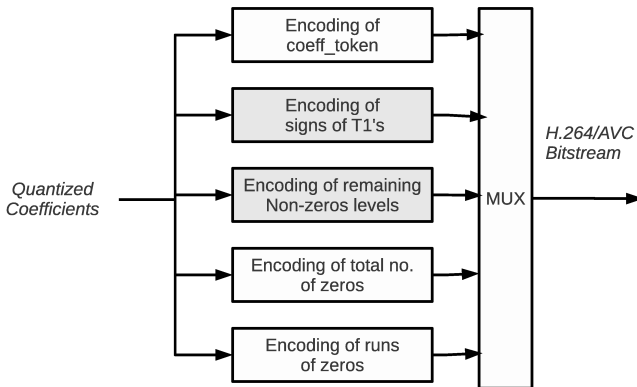 Encoding of
coeff_token
Encoding of
signs of T1's
H.264/AVC
Bitstream
Quantized
Coefficients
Encoding of remaining
Non-zeros levels
MUX
Encoding of total no.
of zeros
Encoding of runs
of zeros